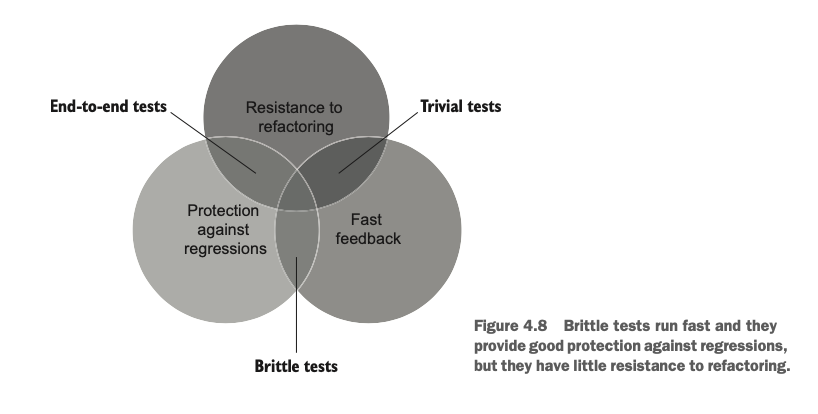 End-to-end tests
Trivial tests
Resistance to
refactoring
Protection
against
regressions
Fast
feedback
Brittle tests
Figure 4.8 Brittle tests run fast and they
provide good protection against regressions,
but they have little resistance to refactoring.